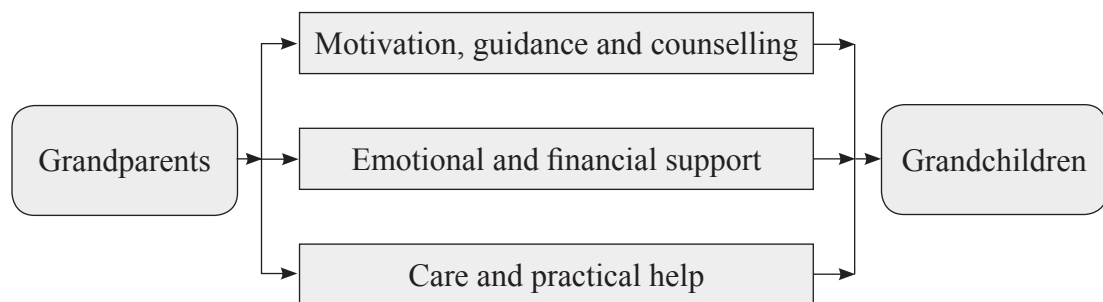 Motivation, guidance and counselling
Grandparents
Emotional and financial support
Grandchildren
Care and practical help